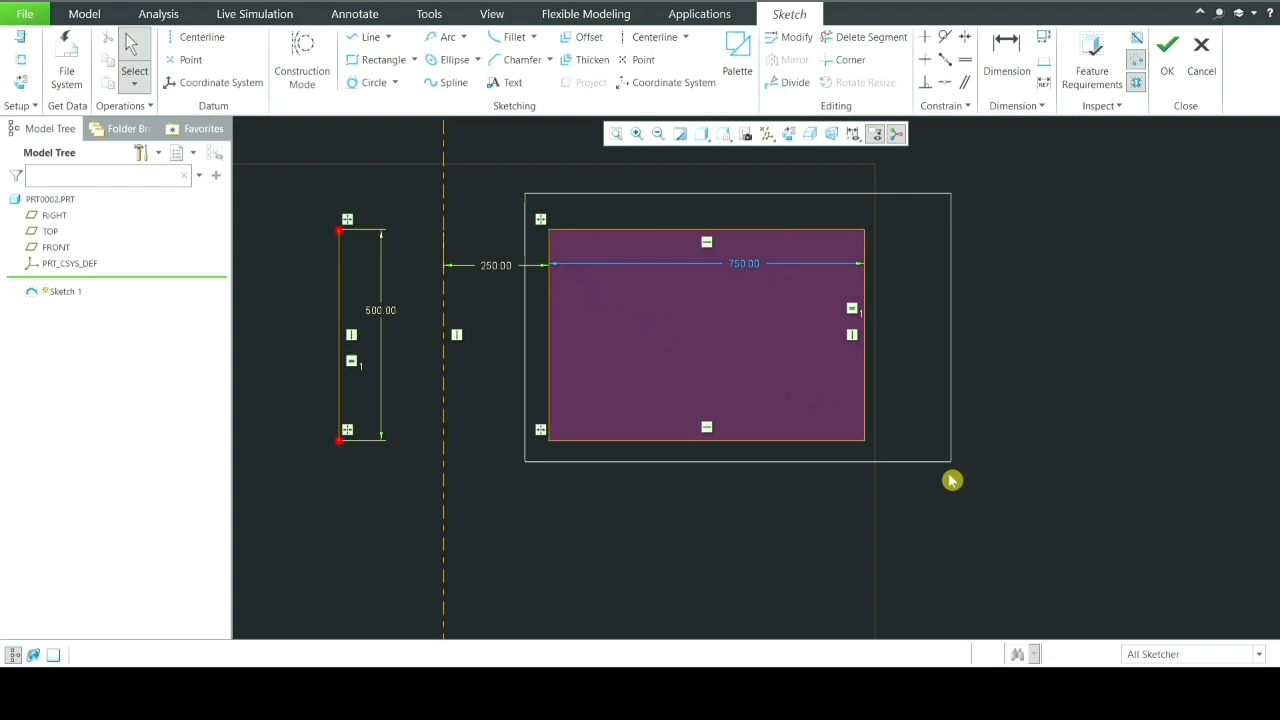 File Model Analysis Live Simulation Annotate Tools View Flexible Modeling Applications Sketch
Centerline Line Arc Fillet Offset Centerline Modify Delete Segment
Point Rectangle Ellipse Chamfer Thicken Point Mirror Corner
Coordinate System Circle Spline Text Project Coordinate System Divide Rotate Resize
File System Select Construction Mode Palette Dimension Feature Requirements OK Cancel
Setup Get Data Operations Datum Sketching Editing Constrain Dimension Inspect Close
Model Tree Folder Br Favorites
Model Tree
PRT0002.PRT
RIGHT
TOP
FRONT
PRT_CSYS_DEF
Sketch 1
250.00 750.00
500.00
1
1
All Sketcher